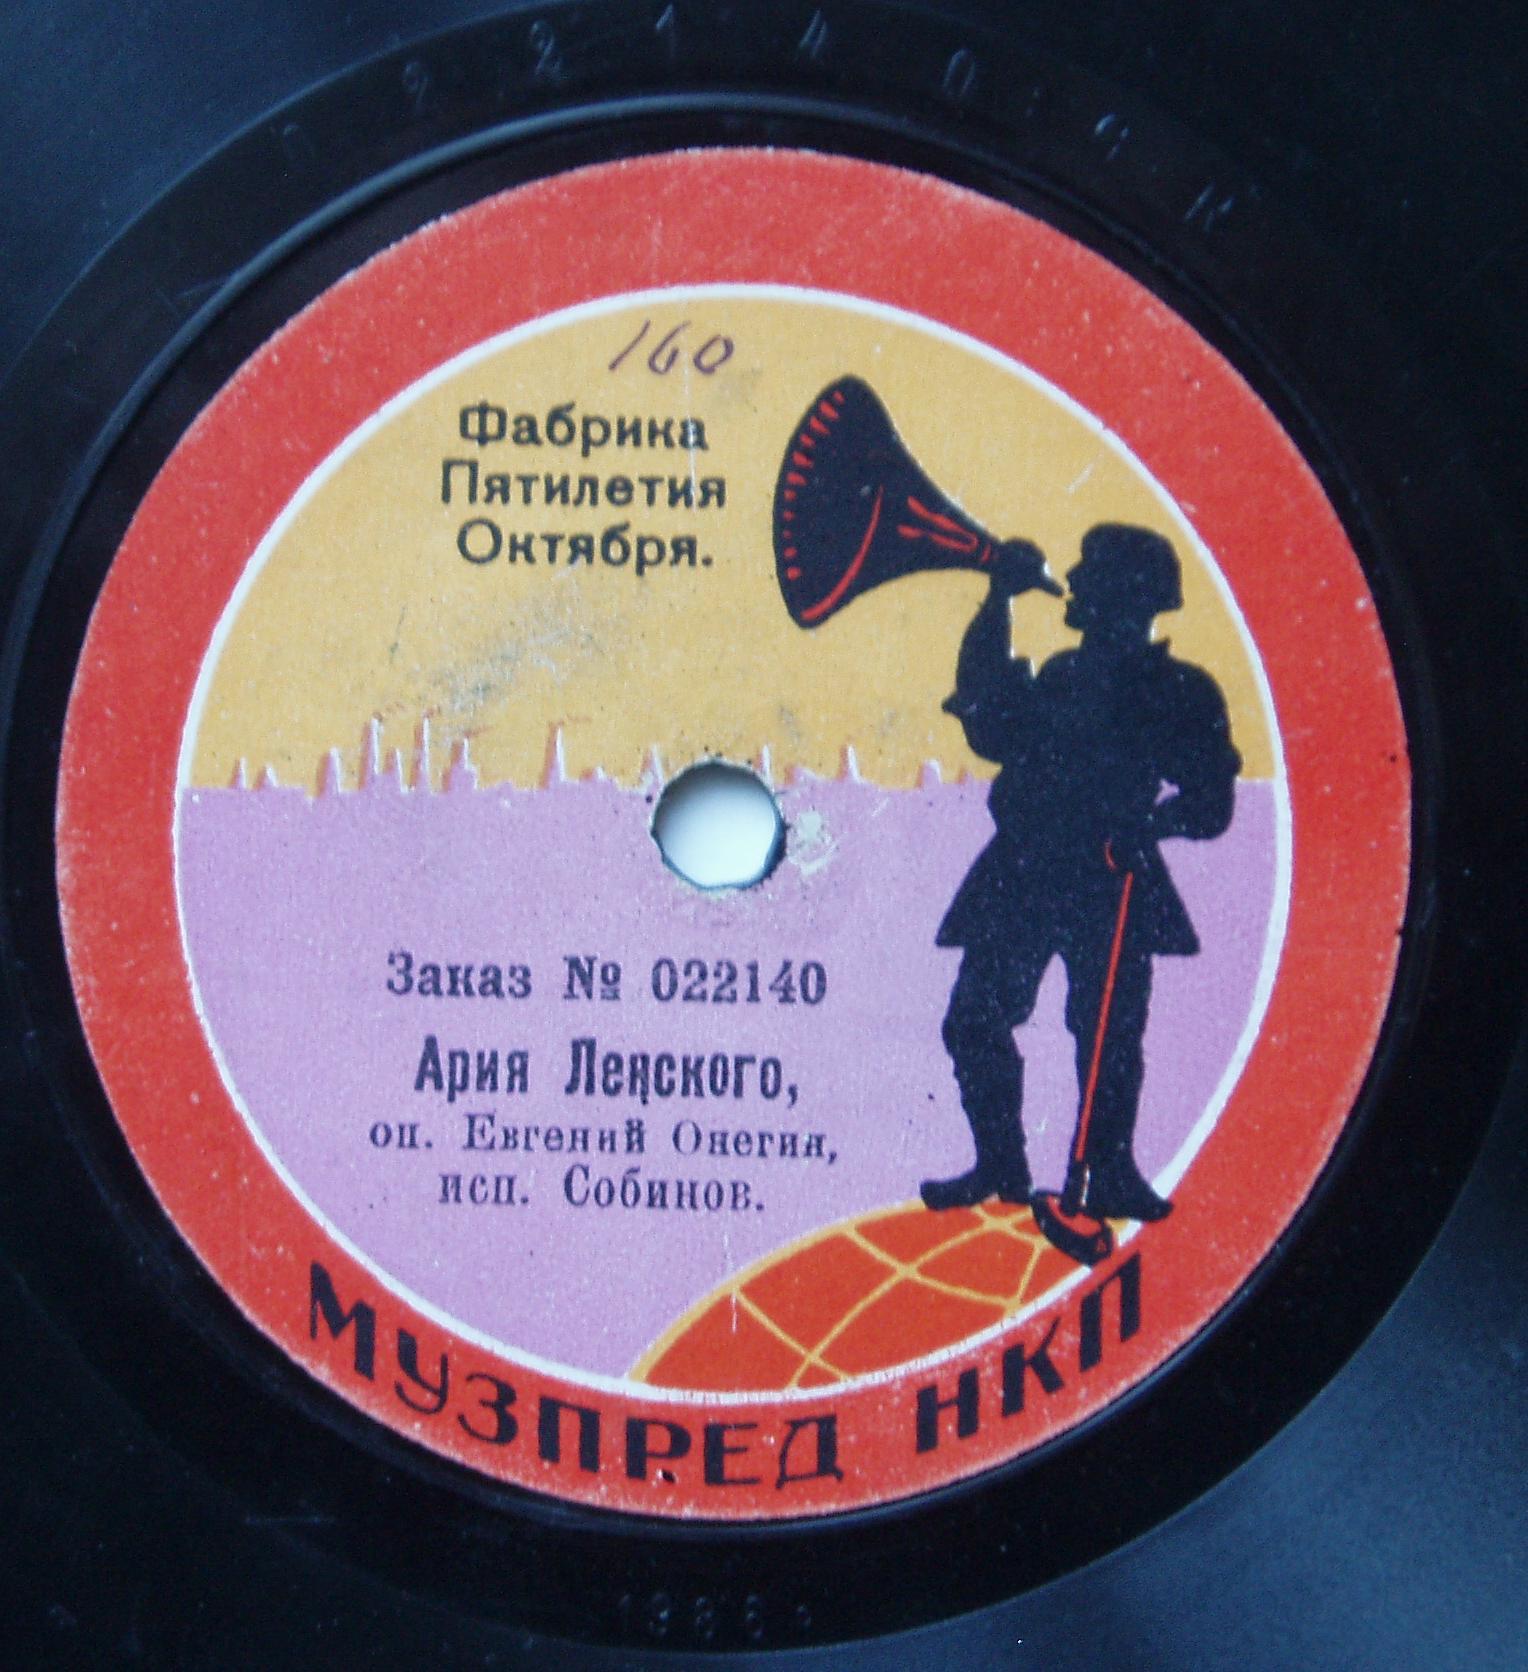 160
Фабрика
Пятилетия
Октября.
Заказ № 022140
Ария Ленского,
оп. Евгений Онегин,
исп. Собинов.
МУЗПРЕД НКП